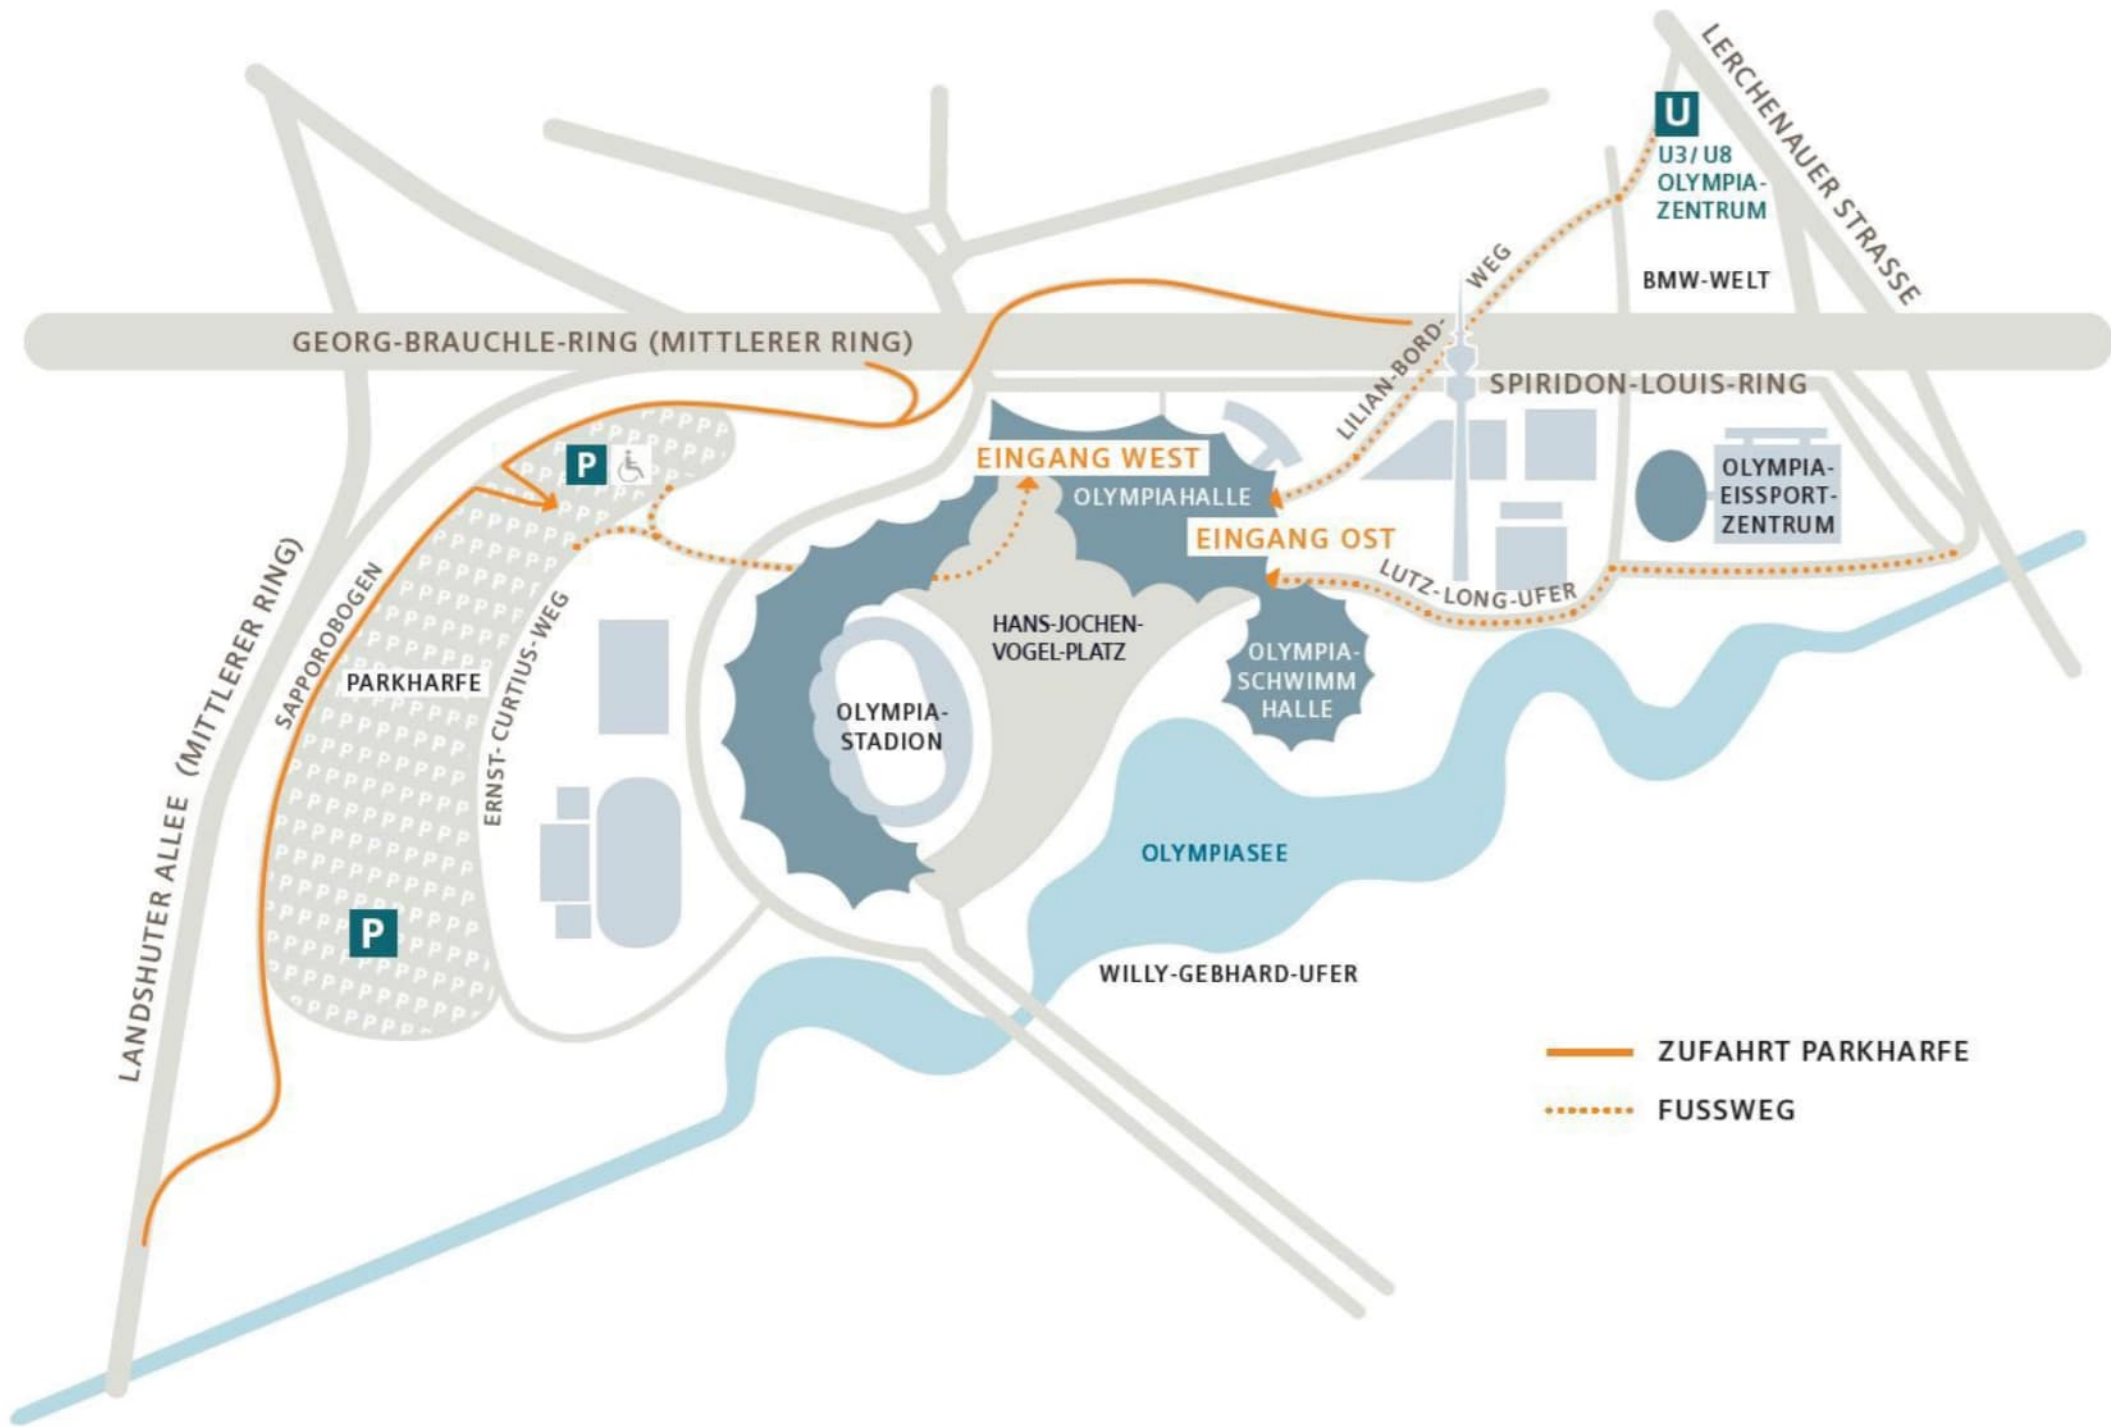 LERCHENAUER STRASSE
U
U3/ U8
OLYMPIA-
ZENTRUM
WEG
BMW-WELT
GEORG-BRAUCHLE-RING (MITTLERER RING)
LILIAN-BORD-
SPIRIDON-LOUIS-RING
P
EINGANG WEST
OLYMPIAHALLE
OLYMPIA-
EISSPORT-
ZENTRUM
EINGANG OST
LUTZ-LONG-UFER
SAPPOROBOGEN
LANDSHUTER ALLEE (MITTLERER RING)
ERNST- CURTIUS-WEG
PARKHARFE
HANS-JOCHEN-
VOGEL-PLATZ
OLYMPIA-
SCHWIMM
HALLE
OLYMPIA-
STADION
OLYMPIASEE
P
WILLY-GEBHARD-UFER
ZUFAHRT PARKHARFE
FUSSWEG